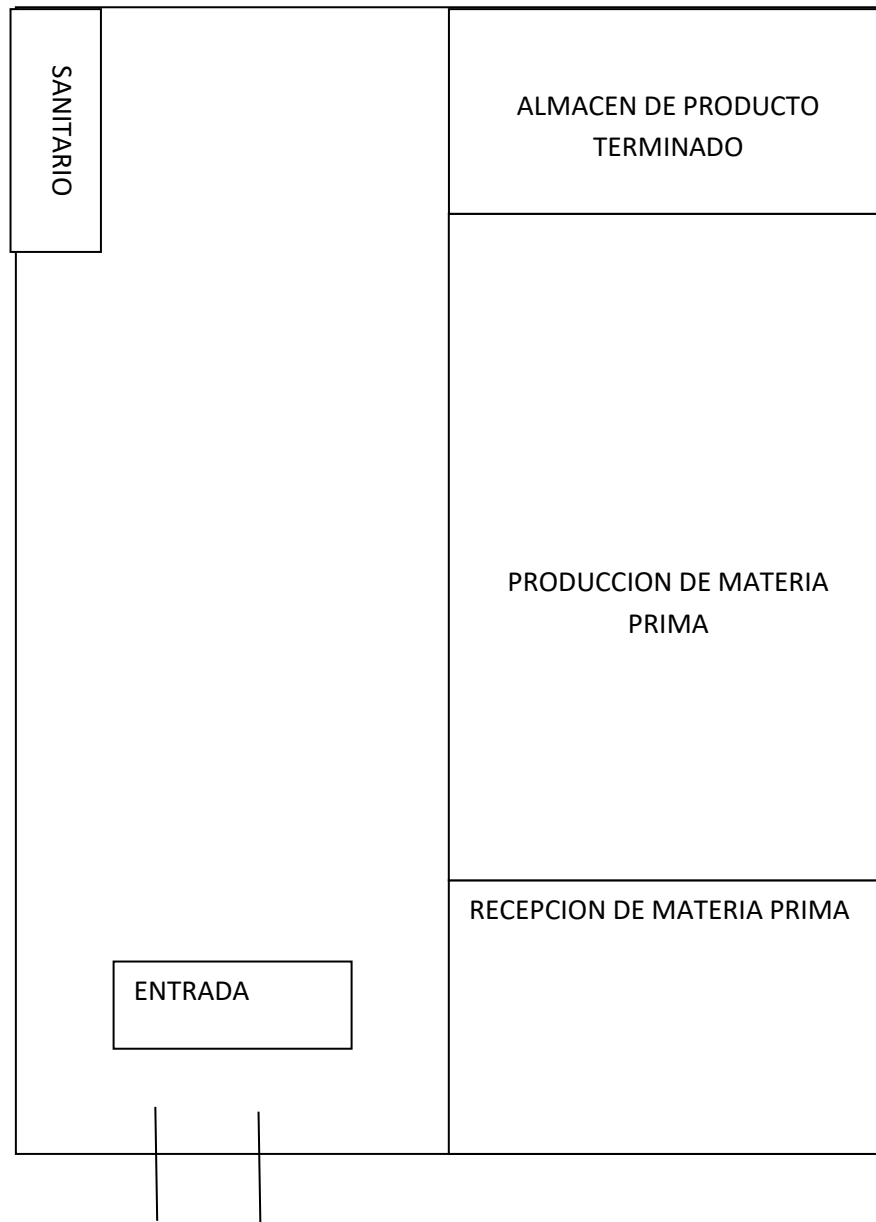 SANITARIO
ALMACEN DE PRODUCTO
TERMINADO
PRODUCCION DE MATERIA
PRIMA
RECEPCION DE MATERIA PRIMA
ENTRADA